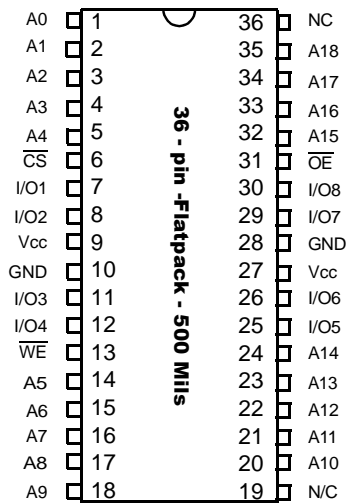 A0 1 36 NC
A1 2 35 A18
A2 3 34 A17
A3 4 33 A16
A4 5 32 A15
C̅S̅ 6 31 O̅E̅
I/O1 7 30 I/O8
I/O2 8 29 I/O7
Vcc 9 28 GND
GND 10 27 Vcc
I/O3 11 26 I/O6
I/O4 12 25 I/O5
W̅E̅ 13 24 A14
A5 14 23 A13
A6 15 22 A12
A7 16 21 A11
A8 17 20 A10
A9 18 19 N/C
36 - pin -Flatpack - 500 Mils